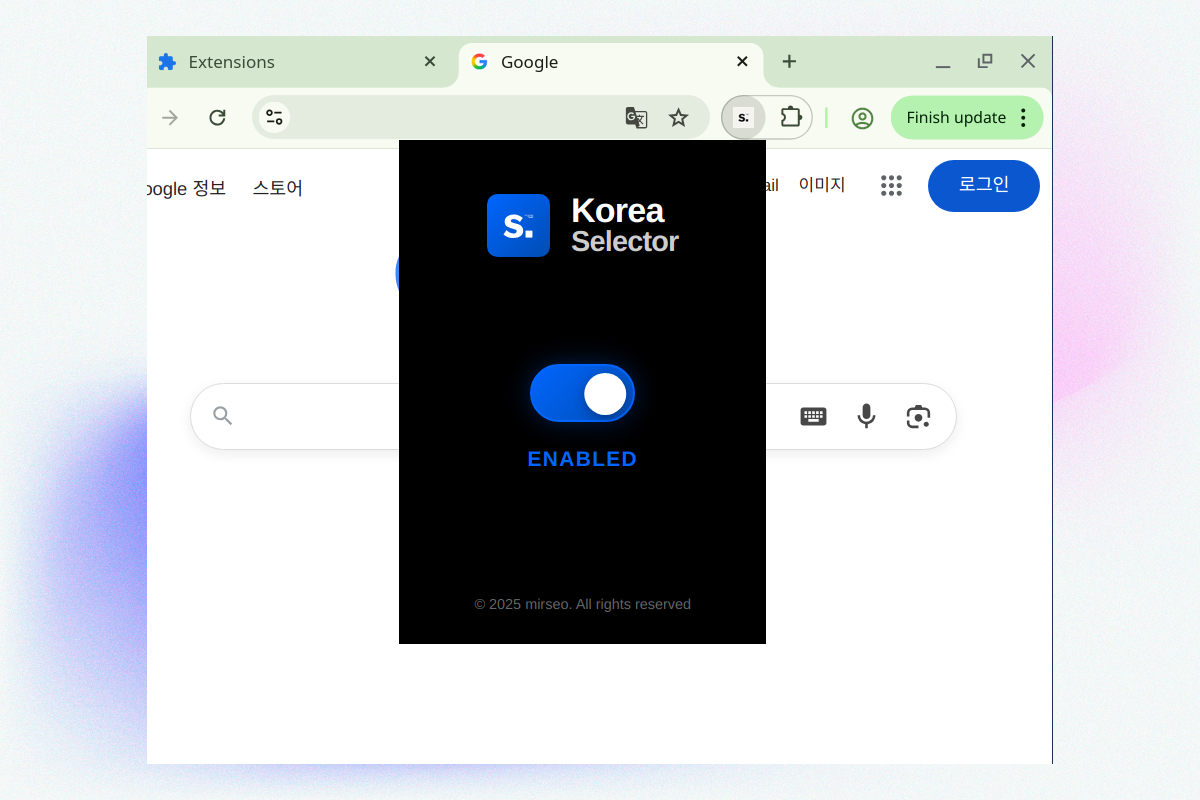 Extensions
Google
s.
Finish update
oogle 정보
스토어
ail
이미지
로그인
s.
Korea
Selector
ENABLED
© 2025 mirseo. All rights reserved